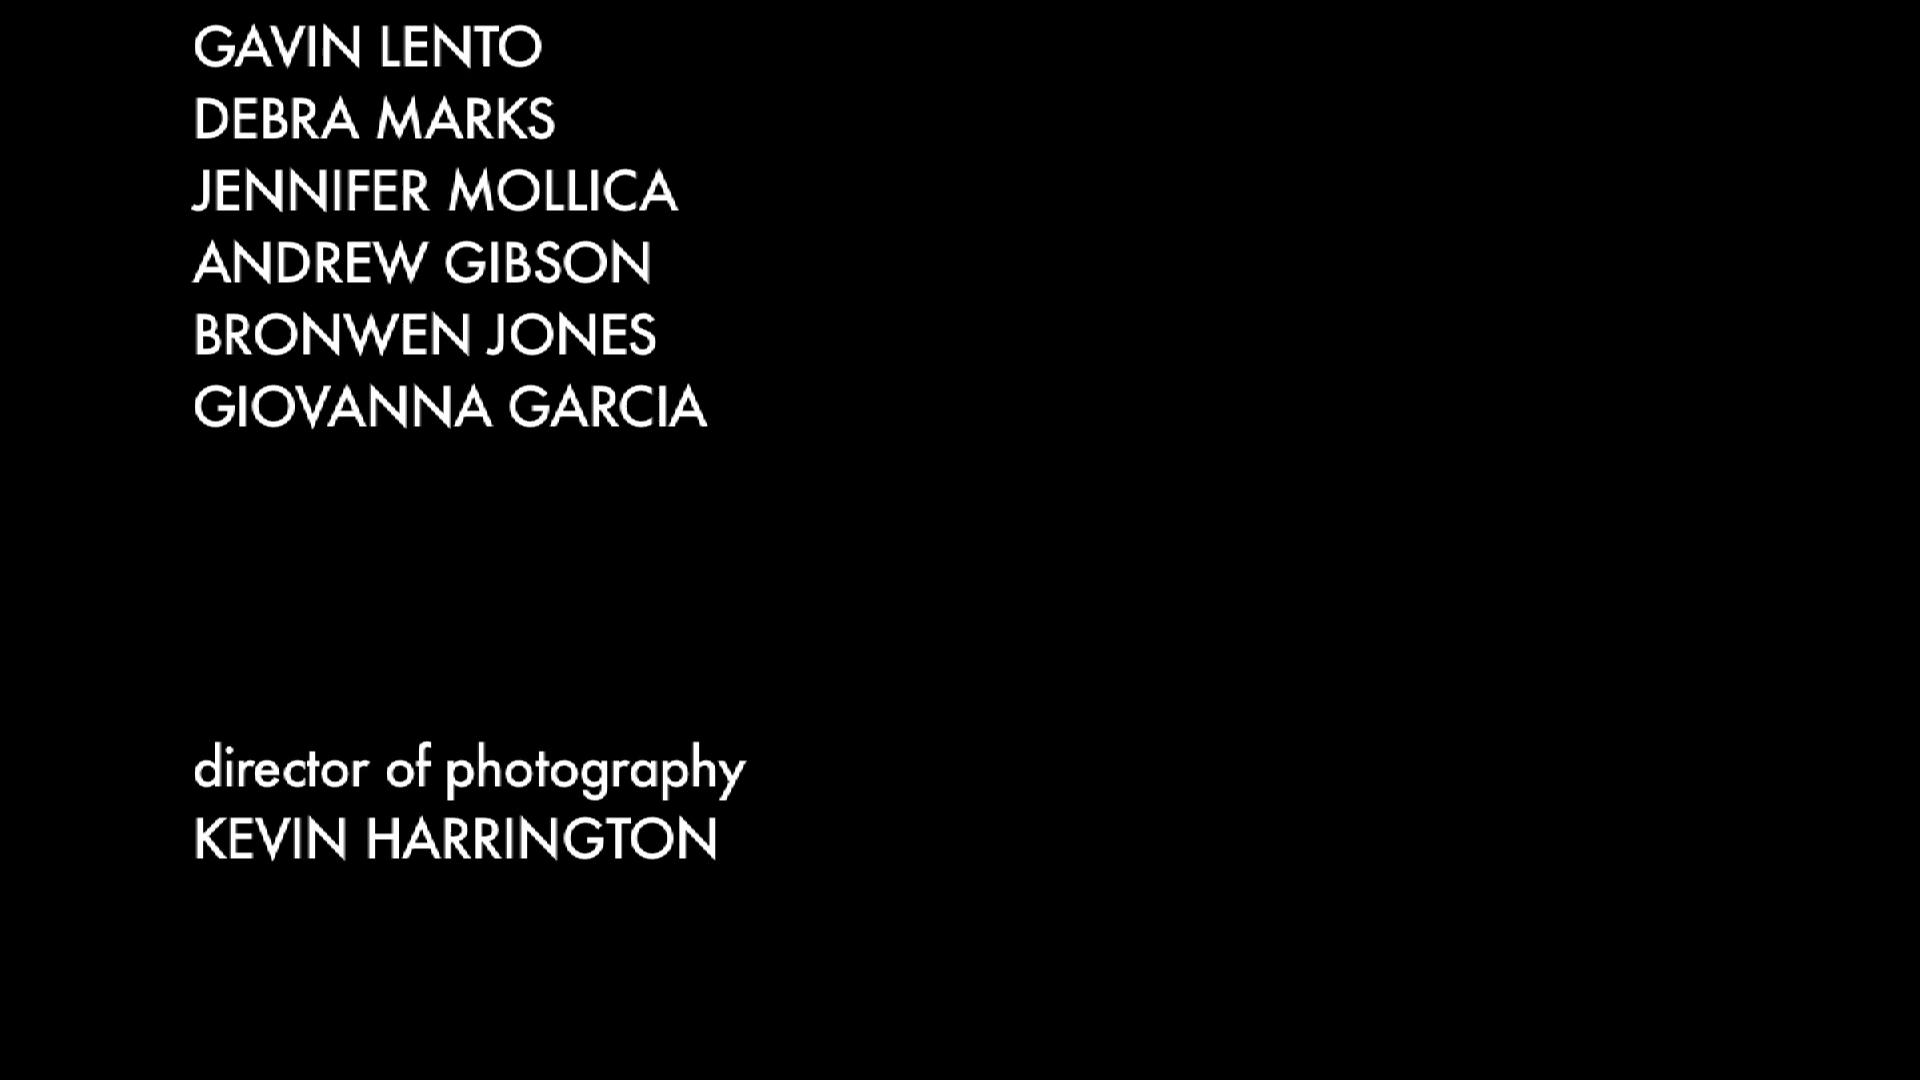 GAVIN LENTO
DEBRA MARKS
JENNIFER MOLLICA
ANDREW GIBSON
BRONWEN JONES
GIOVANNA GARCIA
director of photography
KEVIN HARRINGTON